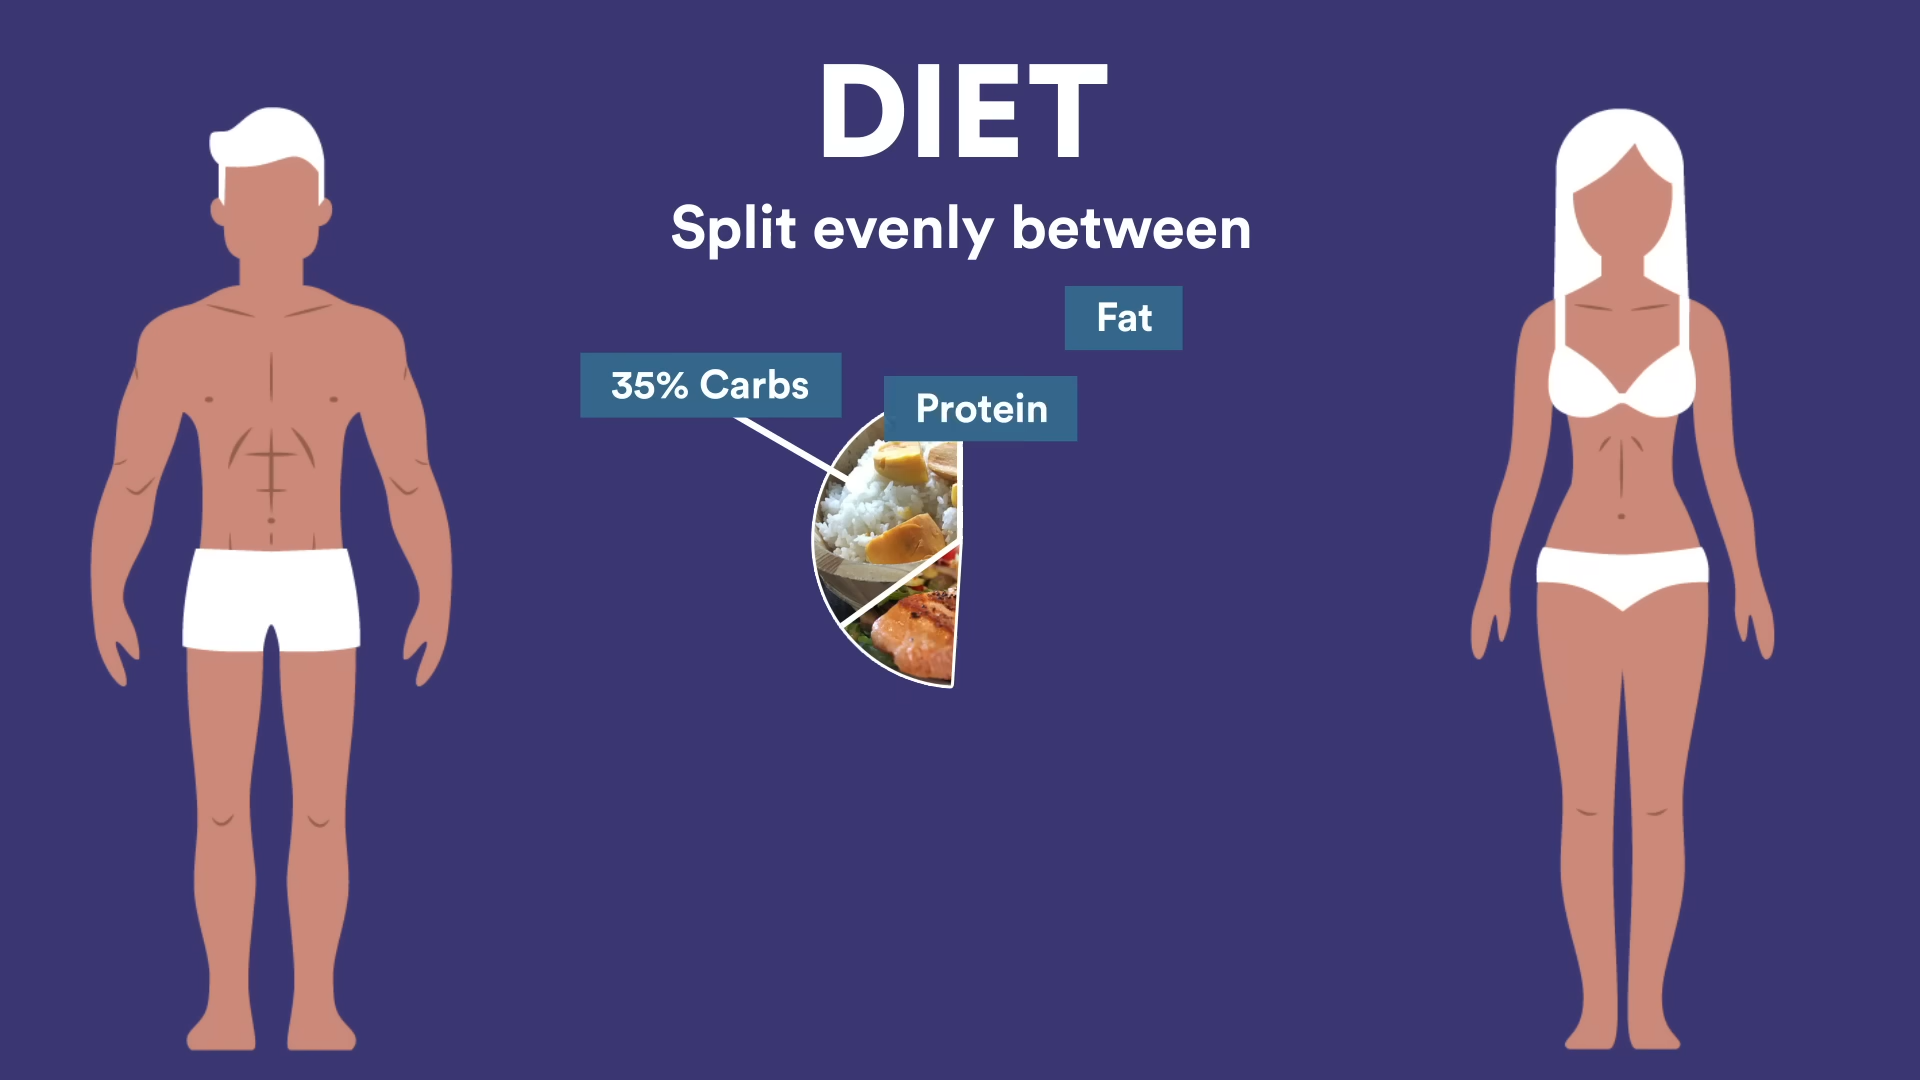 DIET
Split evenly between
Fat
35% Carbs
Protein